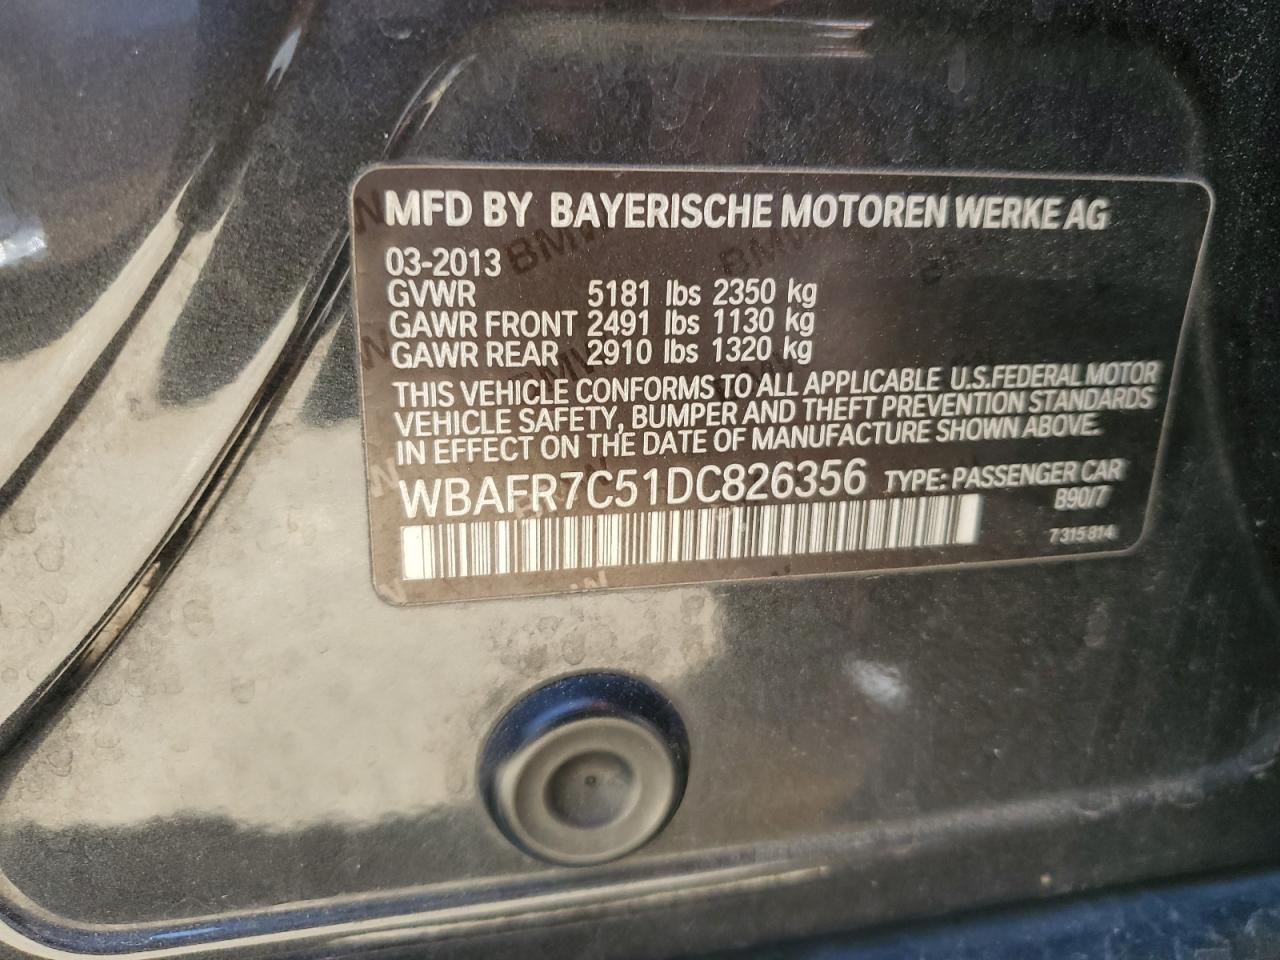 MFD BY BAYERISCHE MOTOREN WERKE AG
03-2013
GVWR 5181 lbs 2350 kg
GAWR FRONT 2491 lbs 1130 kg
GAWR REAR 2910 lbs 1320 kg
THIS VEHICLE CONFORMS TO ALL APPLICABLE U.S.FEDERAL MOTOR
VEHICLE SAFETY, BUMPER AND THEFT PREVENTION STANDARDS
IN EFFECT ON THE DATE OF MANUFACTURE SHOWN ABOVE.
WBAFR7C51DC826356 TYPE: PASSENGER CAR
B90/7
7 315 814